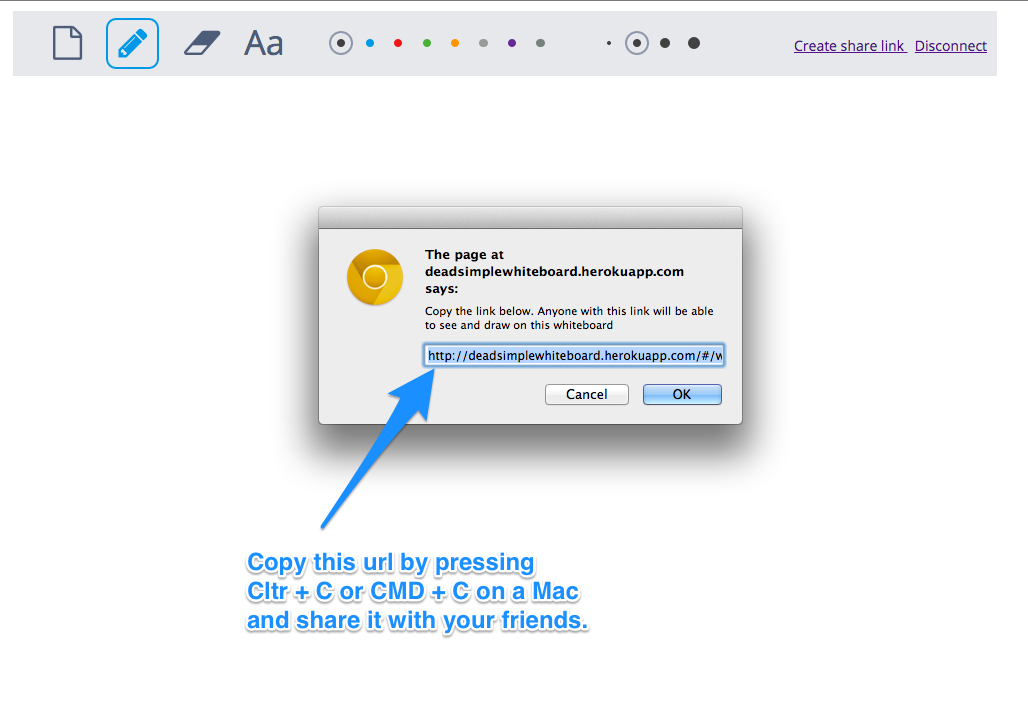 Aa
Create share link Disconnect
The page at
deadsimplewhiteboard.herokuapp.com
says:
Copy the link below. Anyone with this link will be able
to see and draw on this whiteboard
http://deadsimplewhiteboard.herokuapp.com/#/w
Cancel OK
Copy this url by pressing
Cltr + C or CMD + C on a Mac
and share it with your friends.